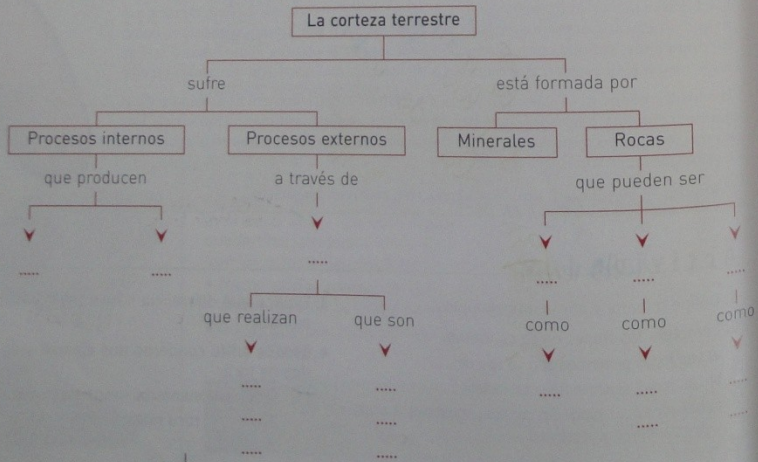 La corteza terrestre
sufre
está formada por
Procesos internos
Procesos externos
Minerales
Rocas
que producen
a través de
que pueden ser
.....
.....
.....
.....
.....
.....
que realizan
que son
como
como
como
.....
.....
.....
.....
.....
.....
.....
.....
.....
.....
.....